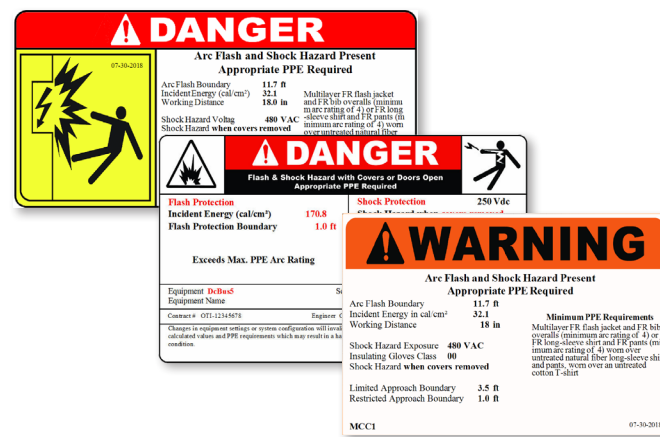 DANGER
Arc Flash and Shock Hazard Present
Appropriate PPE Required
07-30-2018
Arc Flash Boundary 11.7 ft
Incident Energy (cal/cm²) 32.1
Working Distance 18.0 in
Multilayer FR flash jacket
and FR bib overalls (minimu
m arc rating of 4) or FR long
-sleeve shirt and FR pants (m
inimum arc rating of 4) worn
over untreated natural fiber
Shock Hazard Voltag 480 VAC
Shock Hazard when covers removed
DANGER
Flash & Shock Hazard with Covers or Doors Open
Appropriate PPE Required
Flash Protection
Incident Energy (cal/cm²) 170.8
Flash Protection Boundary 1.0 ft
Exceeds Max. PPE Arc Rating
Shock Protection 250 Vdc
Shock Hazard when covers removed
Equipment DcBus5
Equipment Name
Contract # OTI-12345678 Engineer
Changes in equipment settings or system configuration will
calculated values and PPE requirements which may result in a
condition.
WARNING
Arc Flash and Shock Hazard Present
Appropriate PPE Required
Arc Flash Boundary 11.7 ft
Incident Energy in cal/cm² 32.1
Working Distance 18 in
Shock Hazard Exposure 480 VAC
Insulating Gloves Class 00
Shock Hazard when covers removed
Limited Approach Boundary 3.5 ft
Restricted Approach Boundary 1.0 ft
Minimum PPE Requirements
Multilayer FR flash jacket and FR bib
overalls (minimum arc rating of 4) or
FR long-sleeve shirt and FR pants (m
imum arc rating of 4) worn over
untreated natural fiber long-sleeve shi
and pants, worn over an untreated
cotton T-shirt
MCC1
07-30-2018